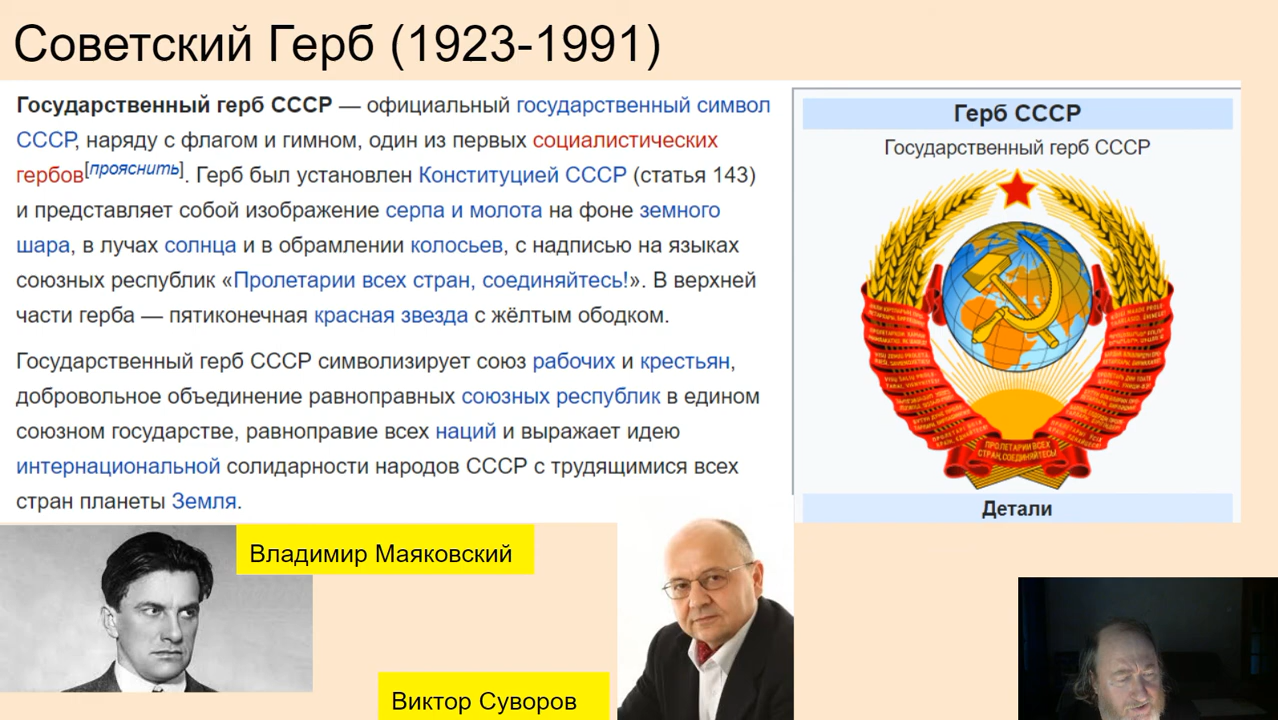 Советский Герб (1923-1991)
Государственный герб СССР — официальный государственный символ
СССР, наряду с флагом и гимном, один из первых социалистических
гербов[прояснить]. Герб был установлен Конституцией СССР (статья 143)
и представляет собой изображение серпа и молота на фоне земного
шара, в лучах солнца и в обрамлении колосьев, с надписью на языках
союзных республик «Пролетарии всех стран, соединяйтесь!». В верхней
части герба — пятиконечная красная звезда с жёлтым ободком.
Государственный герб СССР символизирует союз рабочих и крестьян,
добровольное объединение равноправных союзных республик в едином
союзном государстве, равноправие всех наций и выражает идею
интернациональной солидарности народов СССР с трудящимися всех
стран планеты Земля.
Герб СССР
Государственный герб СССР
ПРОЛЕТАРИИ ВСЕХ
СТРАН, СОЕДИНЯЙТЕСЬ!
Детали
Владимир Маяковский
Виктор Суворов